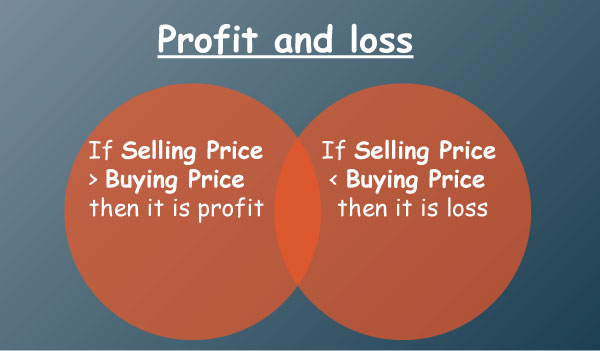 Profit and loss
If Selling Price
> Buying Price
then it is profit
If Selling Price
< Buying Price
then it is loss